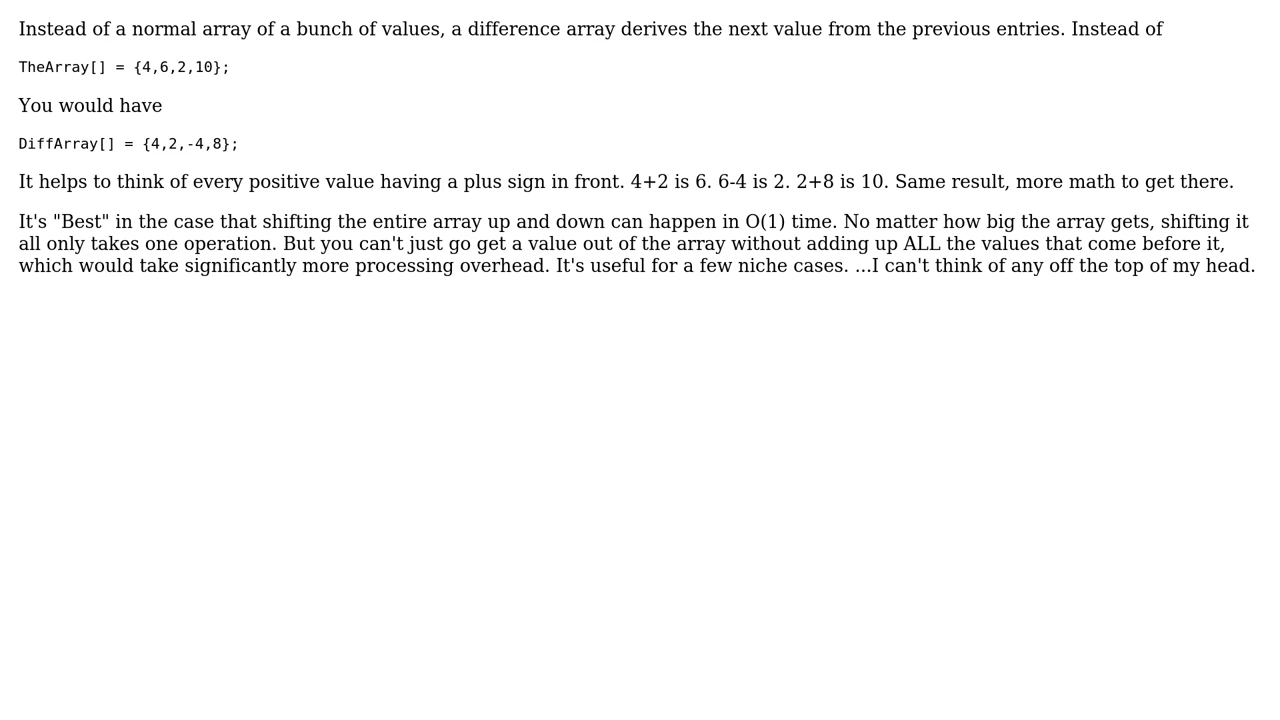 Instead of a normal array of a bunch of values, a difference array derives the next value from the previous entries. Instead of
TheArray[] = {4,6,2,10};
You would have
DiffArray[] = {4,2,-4,8};
It helps to think of every positive value having a plus sign in front. 4+2 is 6. 6-4 is 2. 2+8 is 10. Same result, more math to get there.
It's "Best" in the case that shifting the entire array up and down can happen in O(1) time. No matter how big the array gets, shifting it
all only takes one operation. But you can't just go get a value out of the array without adding up ALL the values that come before it,
which would take significantly more processing overhead. It's useful for a few niche cases. ...I can't think of any off the top of my head.